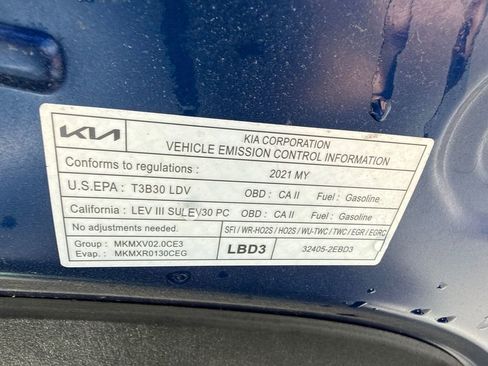 KIA
KIA CORPORATION
VEHICLE EMISSION CONTROL INFORMATION
Conforms to regulations : 2021 MY
U.S.EPA : T3B30 LDV OBD : CA II Fuel : Gasoline
California : LEV III SULEV30 PC OBD : CA II Fuel : Gasoline
No adjustments needed. SFI / WR-HO2S / HO2S / WU-TWC / TWC / EGR / EGRC
Group : MKMXV02.0CE3
Evap. : MKMXR0130CEG
LBD3
32405-2EBD3